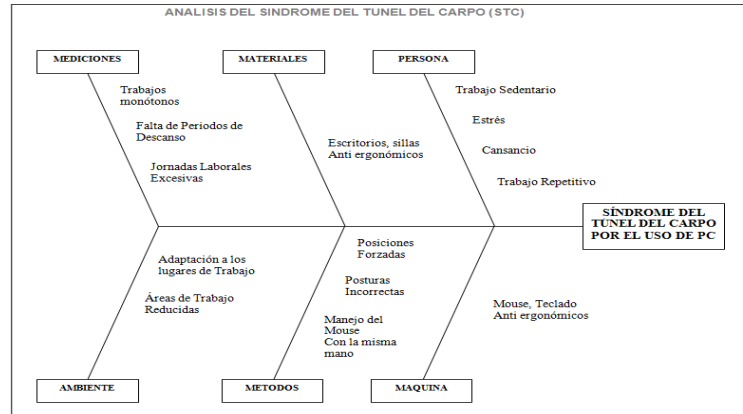 ANALISIS DEL SINDROME DEL TUNEL DEL CARPO (STC)
MEDICIONES
MATERIALES
PERSONA
Trabajos
monótonos
Falta de Periodos de
Descanso
Jornadas Laborales
Excesivas
Escritorios, sillas
Anti ergonómicos
Trabajo Sedentario
Estrés
Cansancio
Trabajo Repetitivo
SÍNDROME DEL
TUNEL DEL CARPO
POR EL USO DE PC
Adaptación a los
lugares de Trabajo
Áreas de Trabajo
Reducidas
Posiciones
Forzadas
Posturas
Incorrectas
Manejo del
Mouse
Con la misma
mano
Mouse, Teclado
Anti ergonómicos
AMBIENTE
METODOS
MAQUINA